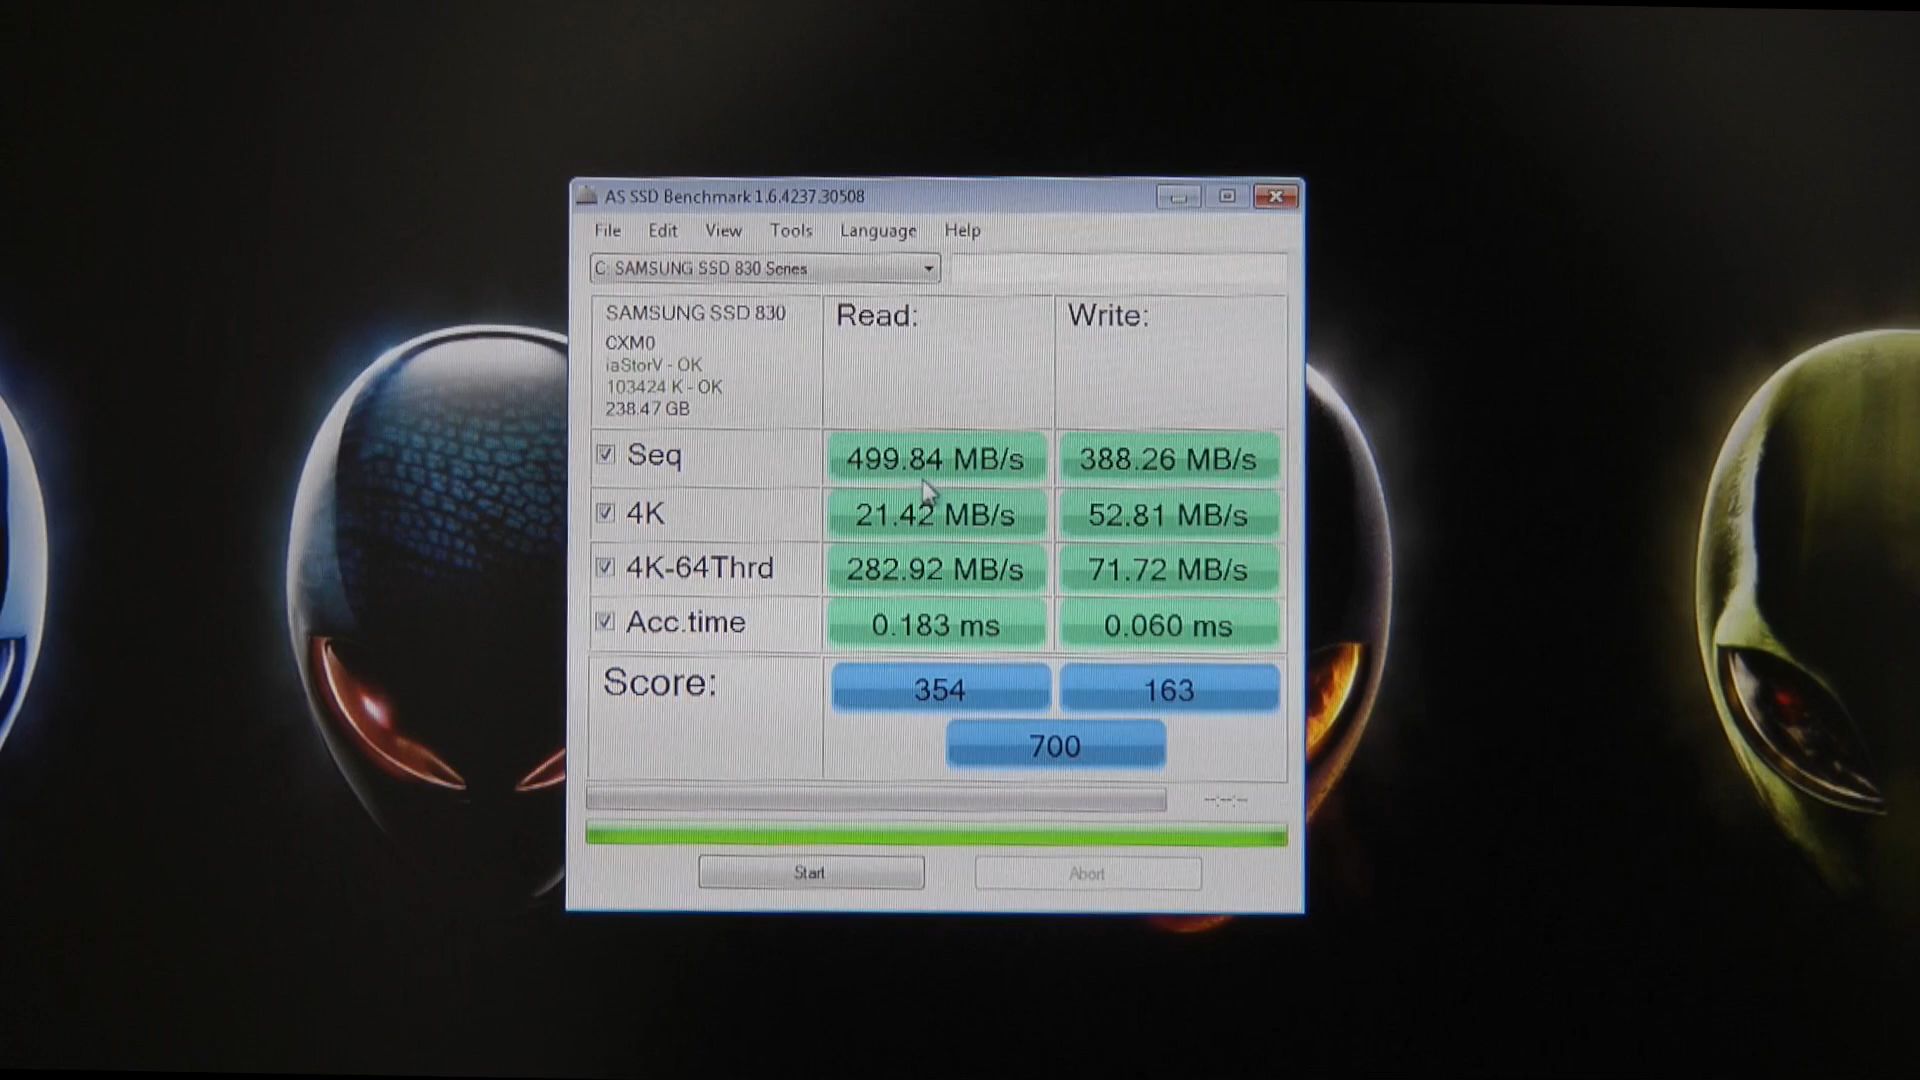 AS SSD Benchmark 1.6.4237.30508
File Edit View Tools Language Help
C: SAMSUNG SSD 830 Series
SAMSUNG SSD 830
CXM0
iaStorV - OK
103424 K - OK
238.47 GB
Read:
Write:
Seq
499.84 MB/s
388.26 MB/s
4K
21.42 MB/s
52.81 MB/s
4K-64Thrd
282.92 MB/s
71.72 MB/s
Acc.time
0.183 ms
0.060 ms
Score:
354
163
700
--:--:--
Start
Abort